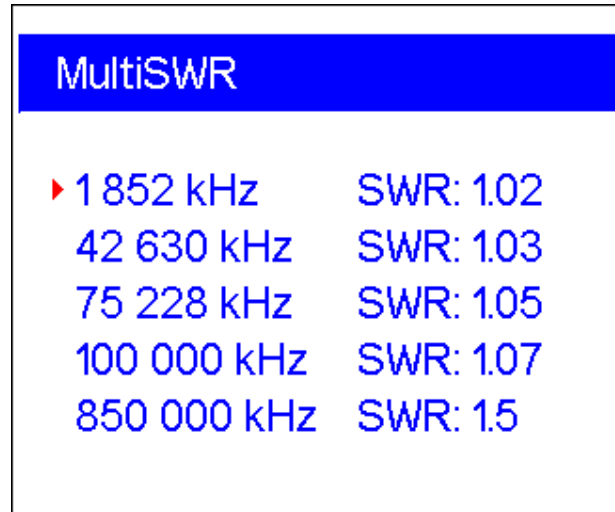 MultiSWR
1 852 kHz SWR: 1.02
42 630 kHz SWR: 1.03
75 228 kHz SWR: 1.05
100 000 kHz SWR: 1.07
850 000 kHz SWR: 1.5